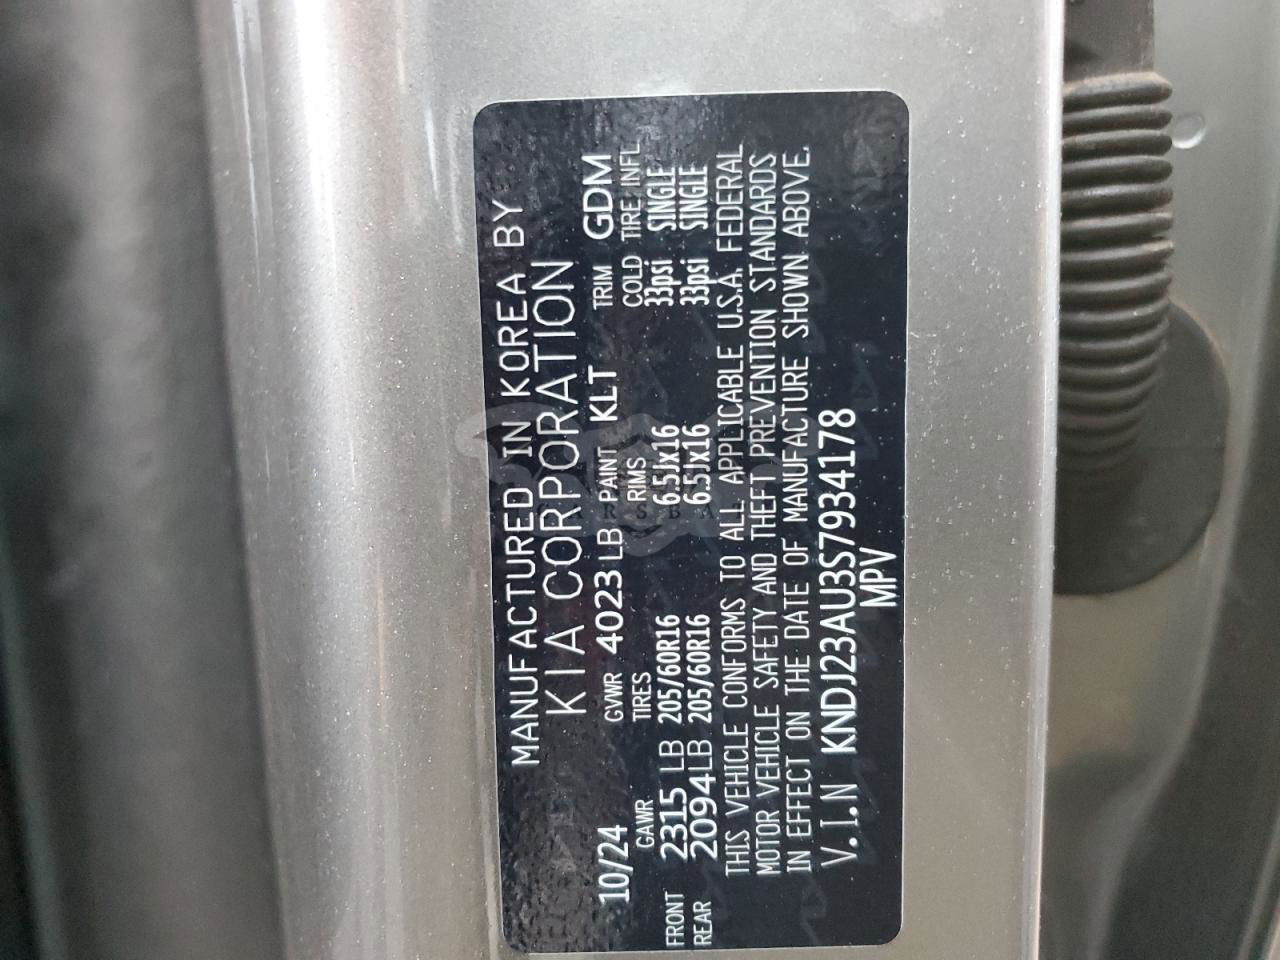 MANUFACTURED IN KOREA BY
KIA CORPORATION
10/24 GVWR 4023 LB PAINT KLT TRIM GDM
GAWR TIRES RIMS COLD TIRE INFL
FRONT 2315 LB 205/60R16 6.5Jx16 33psi SINGLE
REAR 2094 LB 205/60R16 6.5Jx16 33psi SINGLE
THIS VEHICLE CONFORMS TO ALL APPLICABLE U.S.A. FEDERAL
MOTOR VEHICLE SAFETY AND THEFT PREVENTION STANDARDS
IN EFFECT ON THE DATE OF MANUFACTURE SHOWN ABOVE.
V.I.N KNDJ23AU3S7934178
MPV